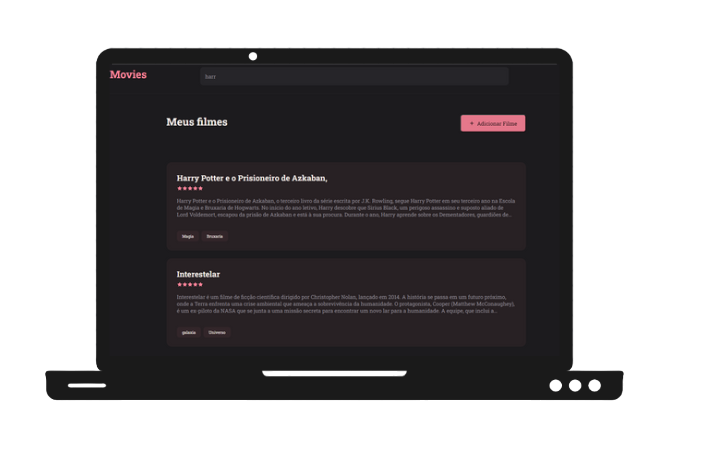 Movies
harr
Meus filmes
+ Adicionar Filme
Harry Potter e o Prisioneiro de Azkaban,
★★★★★
Harry Potter e o Prisioneiro de Azkaban, o terceiro livro da série escrita por J.K. Rowling, segue Harry Potter em seu terceiro ano na Escola
de Magia e Bruxaria de Hogwarts. No início do ano letivo, Harry descobre que Sirius Black, um perigoso assassino e suposto aliado de
Lord Voldemort, escapou da prisão de Azkaban e está à sua procura. Durante o ano, Harry aprende sobre os Dementadores, guardiões da...
Magia
Bruxaria
Interestelar
★★★★★
Interestelar é um filme de ficção científica dirigido por Christopher Nolan, lançado em 2014. A história se passa em um futuro próximo,
onde a Terra enfrenta uma crise ambiental que ameaça a sobrevivência da humanidade. O protagonista, Cooper (Matthew McConaughey),
é um ex-piloto da NASA que se junta a uma missão secreta para encontrar um novo lar para a humanidade. A equipe, que inclui a...
galaxia
Universo